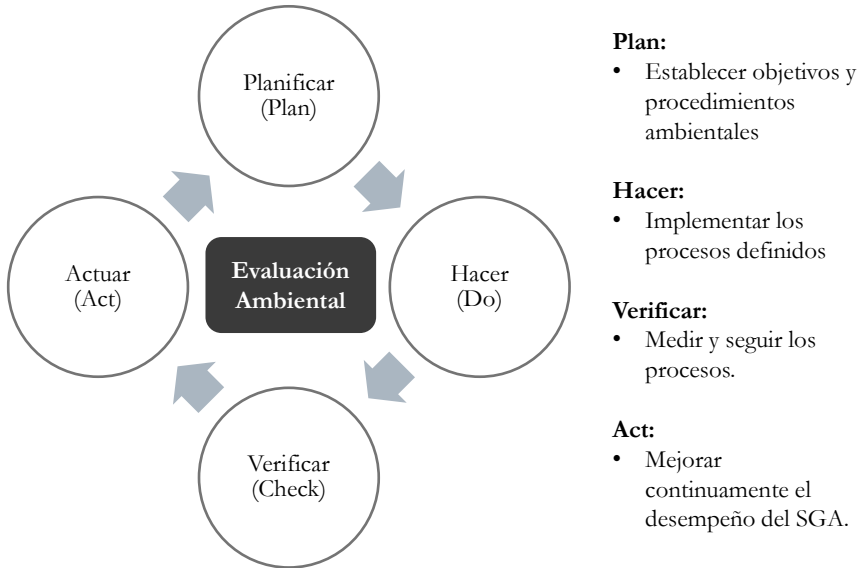 Planificar
(Plan)
Actuar
(Act)
Evaluación
Ambiental
Hacer
(Do)
Verificar
(Check)
Plan:
• Establecer objetivos y
procedimientos
ambientales
Hacer:
• Implementar los
procesos definidos
Verificar:
• Medir y seguir los
procesos.
Act:
• Mejorar
continuamente el
desempeño del SGA.